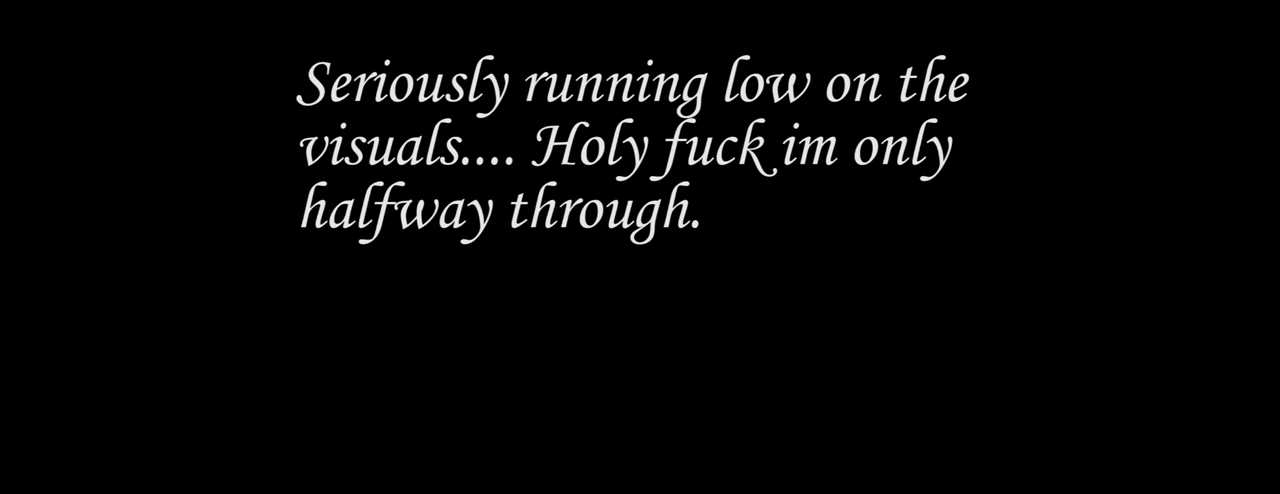 Seriously running low on the
visuals.... Holy fuck im only
halfway through.